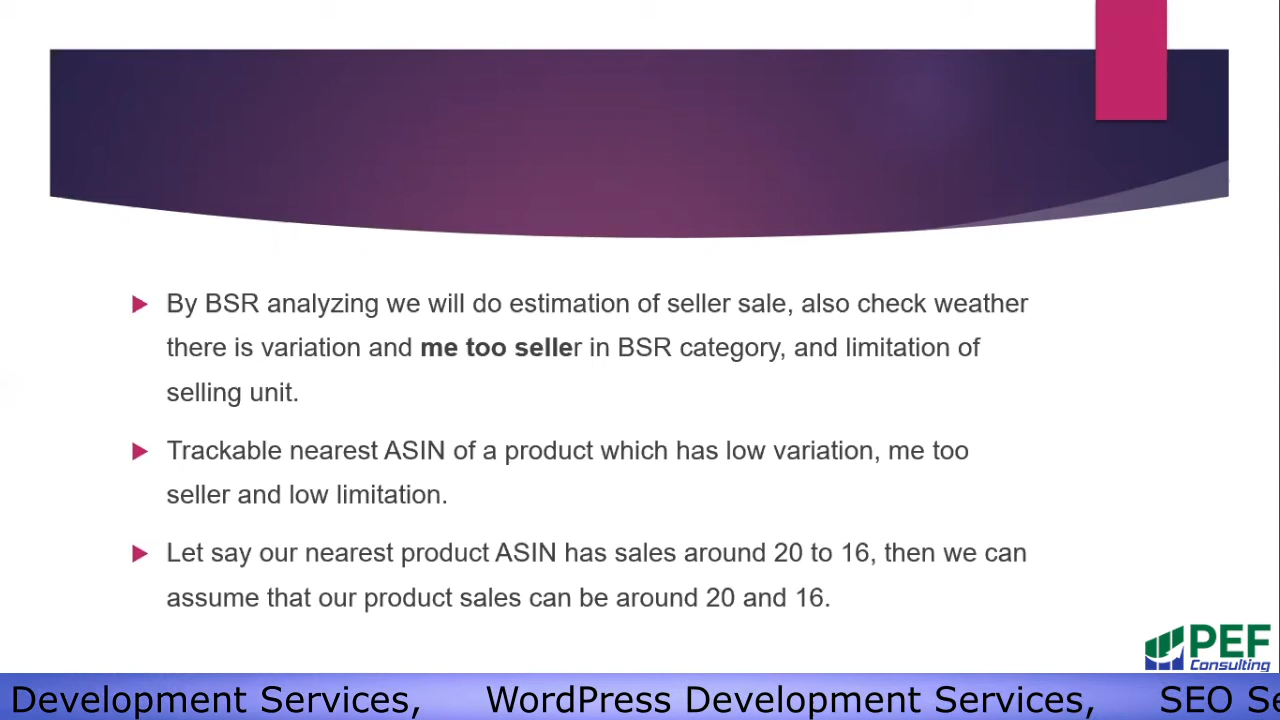 By BSR analyzing we will do estimation of seller sale, also check weather
there is variation and me too seller in BSR category, and limitation of
selling unit.
Trackable nearest ASIN of a product which has low variation, me too
seller and low limitation.
Let say our nearest product ASIN has sales around 20 to 16, then we can
assume that our product sales can be around 20 and 16.
PEF
Consulting
Development Services, WordPress Development Services, SEO